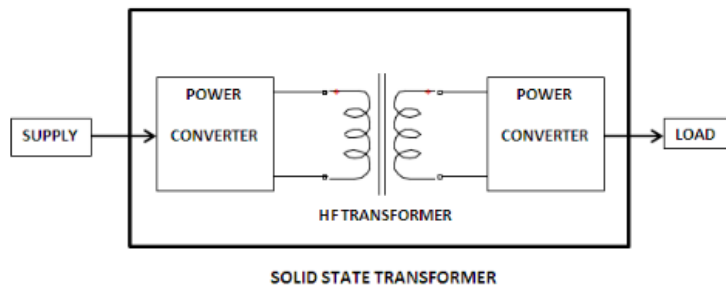 POWER
CONVERTER
POWER
CONVERTER
SUPPLY
LOAD
HF TRANSFORMER
SOLID STATE TRANSFORMER